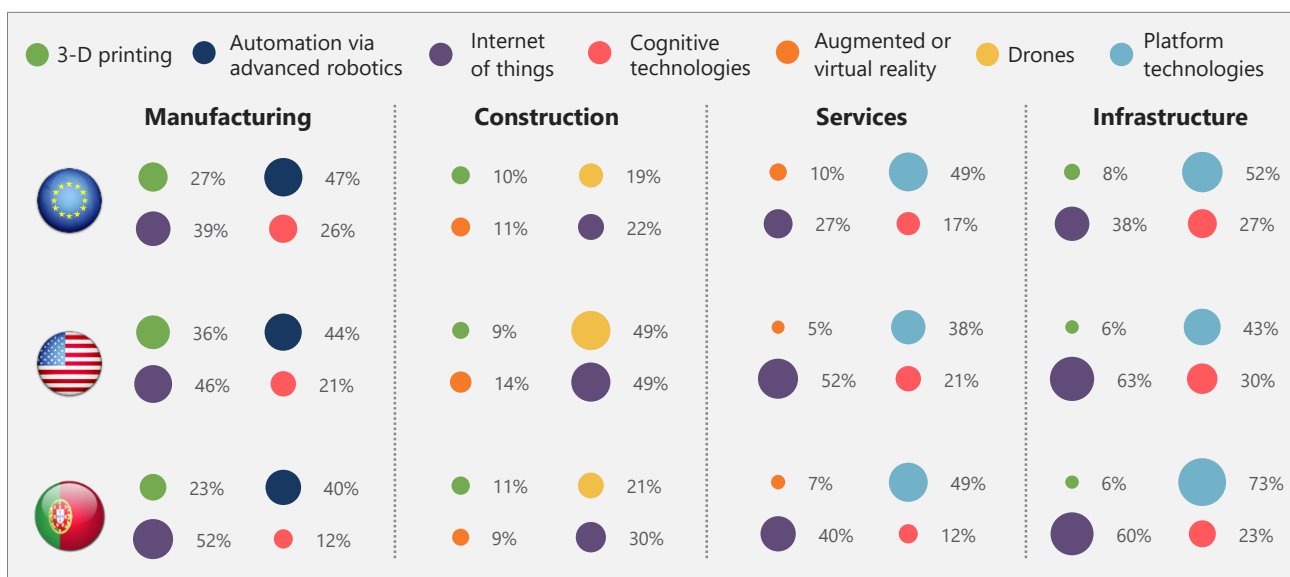 3-D printing
Automation via
advanced robotics
Internet
of things
Cognitive
technologies
Augmented or
virtual reality
Drones
Platform
technologies
Manufacturing Construction Services Infrastructure
27% 47% 10% 19% 10% 49% 8% 52%
39% 26% 11% 22% 27% 17% 38% 27%
36% 44% 9% 49% 5% 38% 6% 43%
46% 21% 14% 49% 52% 21% 63% 30%
23% 40% 11% 21% 7% 49% 6% 73%
52% 12% 9% 30% 40% 12% 60% 23%